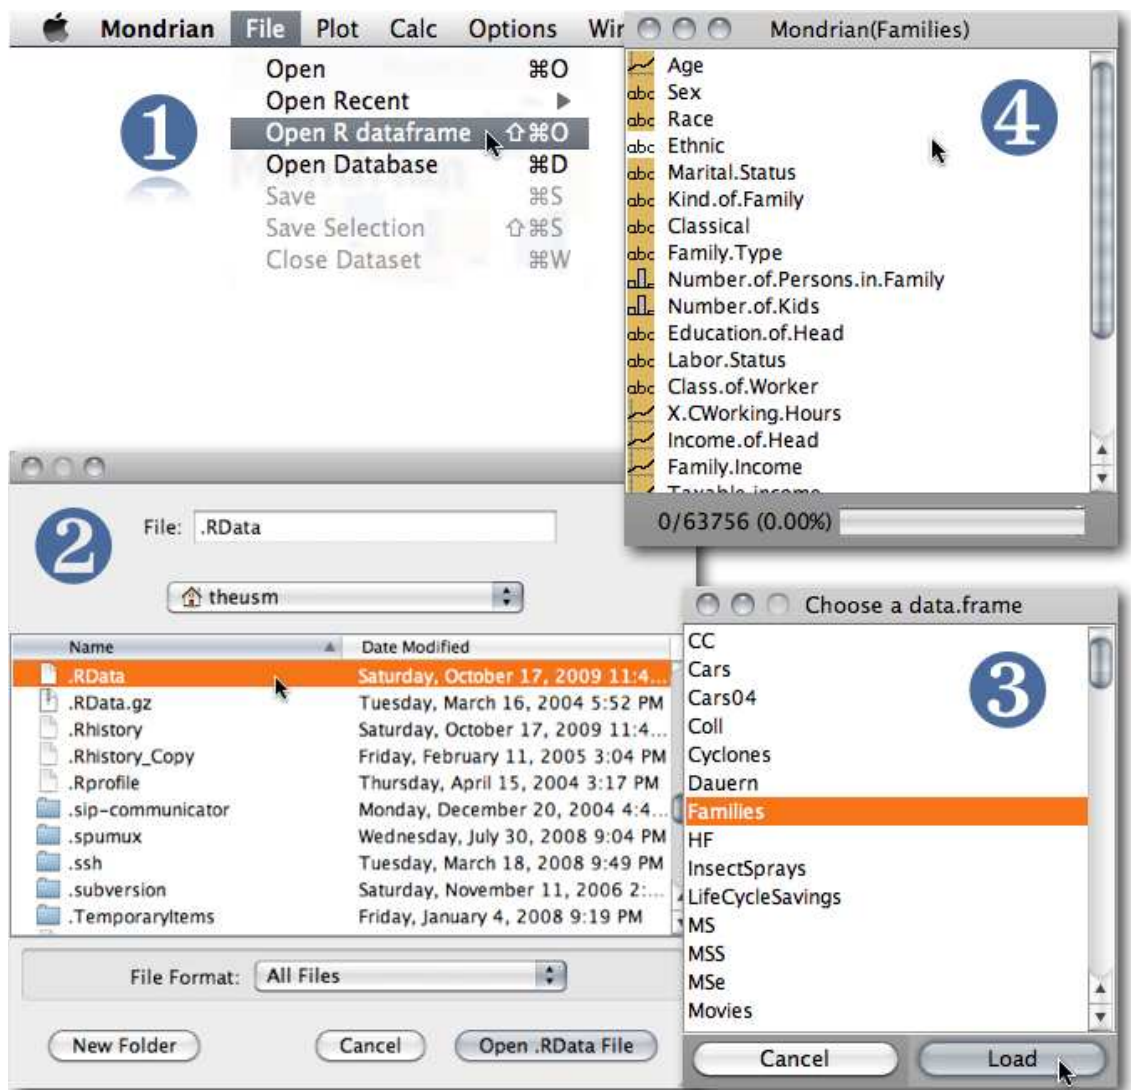 Mondrian File Plot Calc Options Wir
1
Open ⌘O
Open Recent ▶
Open R dataframe ⇧⌘O
Open Database ⌘D
Save ⌘S
Save Selection ⇧⌘S
Close Dataset ⌘W
Mondrian(Families)
4
Age
abc Sex
abc Race
abc Ethnic
abc Marital.Status
abc Kind.of.Family
abc Classical
abc Family.Type
Number.of.Persons.in.Family
Number.of.Kids
abc Education.of.Head
abc Labor.Status
abc Class.of.Worker
X.CWorking.Hours
Income.of.Head
Family.Income
Taxable.income
0/63756 (0.00%)
2
File: .RData
theusm
Name Date Modified
.RData Saturday, October 17, 2009 11:4...
.RData.gz Tuesday, March 16, 2004 5:52 PM
.Rhistory Saturday, October 17, 2009 11:4...
.Rhistory_Copy Friday, February 11, 2005 3:04 PM
.Rprofile Thursday, April 15, 2004 3:17 PM
.sip-communicator Monday, December 20, 2004 4:4...
.spumux Wednesday, July 30, 2008 9:04 PM
.ssh Tuesday, March 18, 2008 9:49 PM
.subversion Saturday, November 11, 2006 2:...
.TemporaryItems Friday, January 4, 2008 9:19 PM
File Format: All Files
New Folder Cancel Open .RData File
Choose a data.frame
3
CC
Cars
Cars04
Coll
Cyclones
Dauern
Families
HF
InsectSprays
LifeCycleSavings
MS
MSS
MSe
Movies
Cancel Load